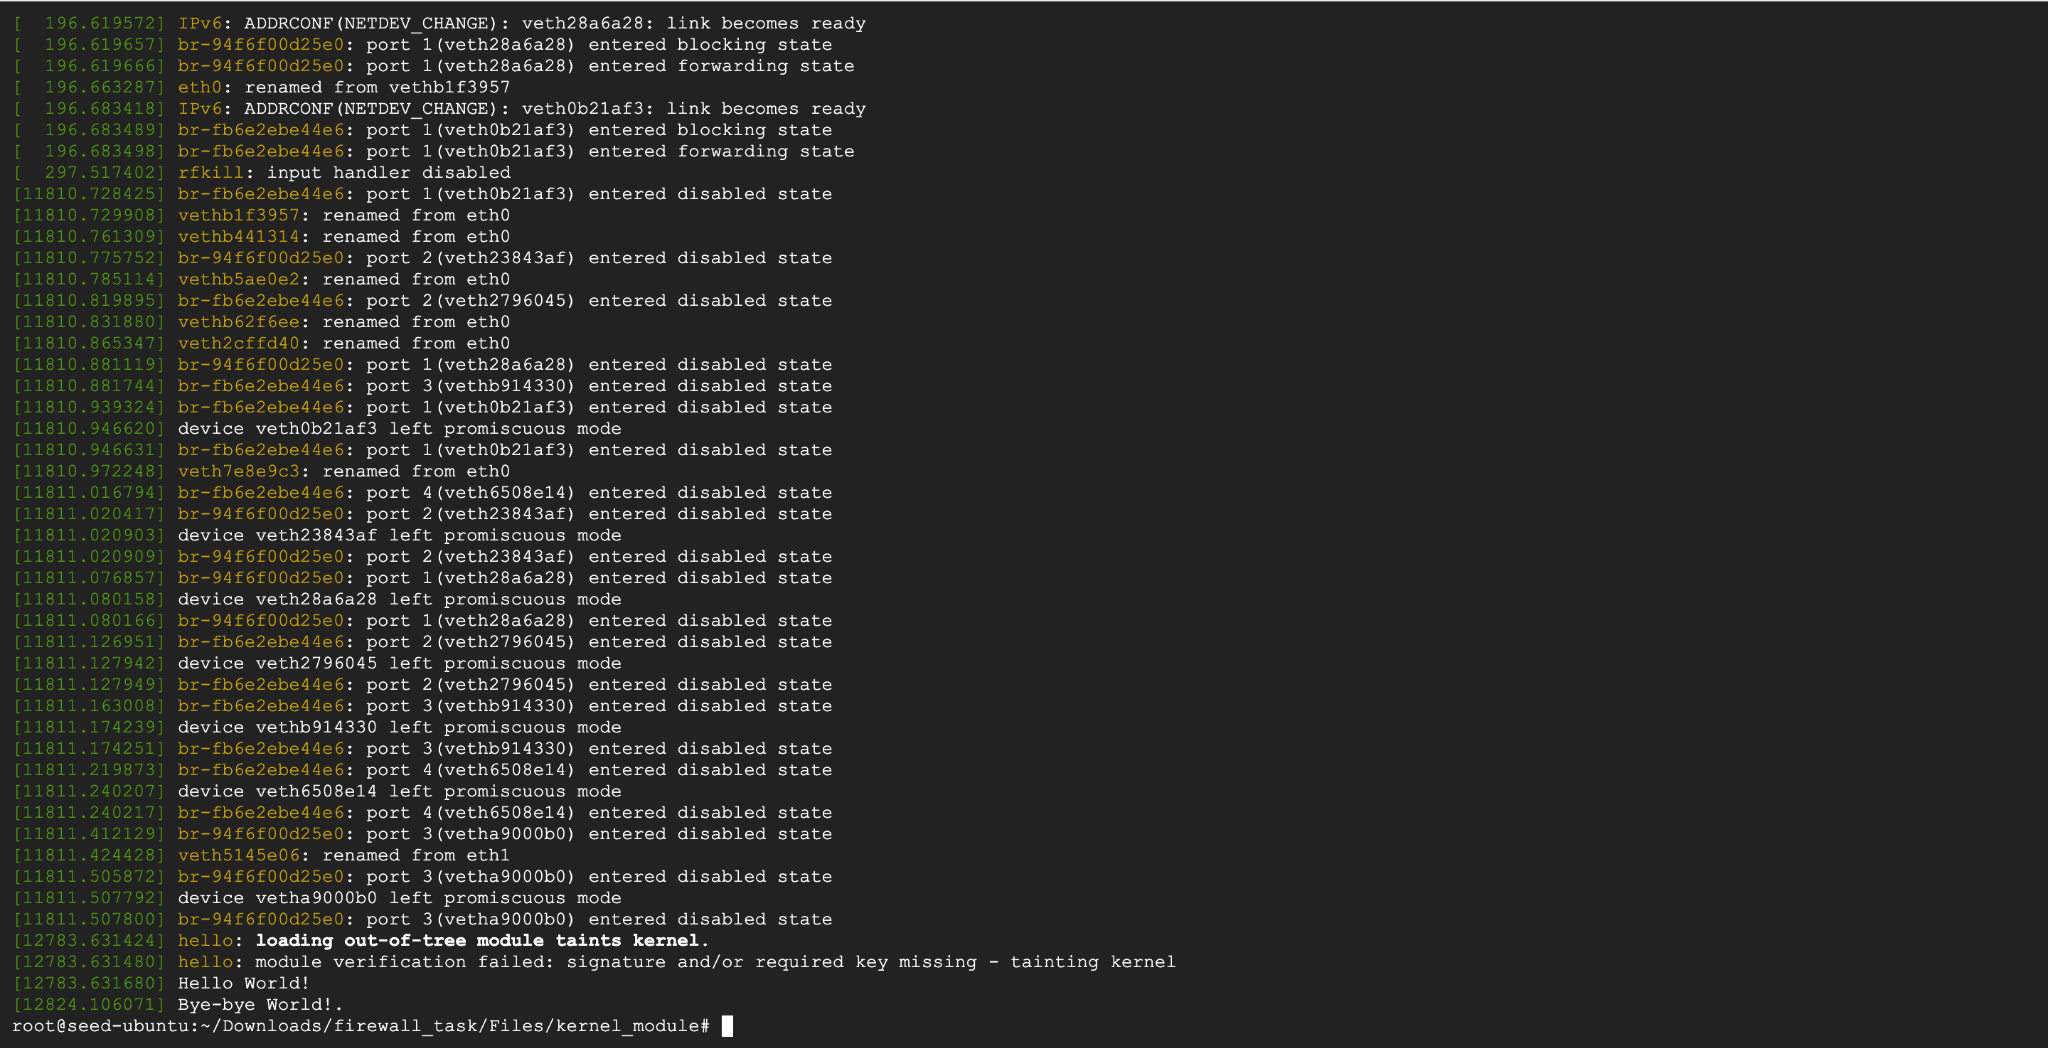 [  196.619572] IPv6: ADDRCONF(NETDEV_CHANGE): veth28a6a28: link becomes ready
[  196.619657] br-94f6f00d25e0: port 1(veth28a6a28) entered blocking state
[  196.619666] br-94f6f00d25e0: port 1(veth28a6a28) entered forwarding state
[  196.663287] eth0: renamed from vethb1f3957
[  196.683418] IPv6: ADDRCONF(NETDEV_CHANGE): veth0b21af3: link becomes ready
[  196.683489] br-fb6e2ebe44e6: port 1(veth0b21af3) entered blocking state
[  196.683498] br-fb6e2ebe44e6: port 1(veth0b21af3) entered forwarding state
[  297.517402] rfkill: input handler disabled
[11810.728425] br-fb6e2ebe44e6: port 1(veth0b21af3) entered disabled state
[11810.729908] vethb1f3957: renamed from eth0
[11810.761309] vethb441314: renamed from eth0
[11810.775752] br-94f6f00d25e0: port 2(veth23843af) entered disabled state
[11810.785114] vethb5ae0e2: renamed from eth0
[11810.819895] br-fb6e2ebe44e6: port 2(veth2796045) entered disabled state
[11810.831880] vethb62f6ee: renamed from eth0
[11810.865347] veth2cffd40: renamed from eth0
[11810.881119] br-94f6f00d25e0: port 1(veth28a6a28) entered disabled state
[11810.881744] br-fb6e2ebe44e6: port 3(vethb914330) entered disabled state
[11810.939324] br-fb6e2ebe44e6: port 1(veth0b21af3) entered disabled state
[11810.946620] device veth0b21af3 left promiscuous mode
[11810.946631] br-fb6e2ebe44e6: port 1(veth0b21af3) entered disabled state
[11810.972248] veth7e8e9c3: renamed from eth0
[11811.016794] br-fb6e2ebe44e6: port 4(veth6508e14) entered disabled state
[11811.020417] br-94f6f00d25e0: port 2(veth23843af) entered disabled state
[11811.020903] device veth23843af left promiscuous mode
[11811.020909] br-94f6f00d25e0: port 2(veth23843af) entered disabled state
[11811.076857] br-94f6f00d25e0: port 1(veth28a6a28) entered disabled state
[11811.080158] device veth28a6a28 left promiscuous mode
[11811.080166] br-94f6f00d25e0: port 1(veth28a6a28) entered disabled state
[11811.126951] br-fb6e2ebe44e6: port 2(veth2796045) entered disabled state
[11811.127942] device veth2796045 left promiscuous mode
[11811.127949] br-fb6e2ebe44e6: port 2(veth2796045) entered disabled state
[11811.163008] br-fb6e2ebe44e6: port 3(vethb914330) entered disabled state
[11811.174239] device vethb914330 left promiscuous mode
[11811.174251] br-fb6e2ebe44e6: port 3(vethb914330) entered disabled state
[11811.219873] br-fb6e2ebe44e6: port 4(veth6508e14) entered disabled state
[11811.240207] device veth6508e14 left promiscuous mode
[11811.240217] br-fb6e2ebe44e6: port 4(veth6508e14) entered disabled state
[11811.412129] br-94f6f00d25e0: port 3(vetha9000b0) entered disabled state
[11811.424428] veth5145e06: renamed from eth1
[11811.505872] br-94f6f00d25e0: port 3(vetha9000b0) entered disabled state
[11811.507792] device vetha9000b0 left promiscuous mode
[11811.507800] br-94f6f00d25e0: port 3(vetha9000b0) entered disabled state
[12783.631424] hello: loading out-of-tree module taints kernel.
[12783.631480] hello: module verification failed: signature and/or required key missing - tainting kernel
[12783.631680] Hello World!
[12824.106071] Bye-bye World!.
root@seed-ubuntu:~/Downloads/firewall_task/Files/kernel_module#